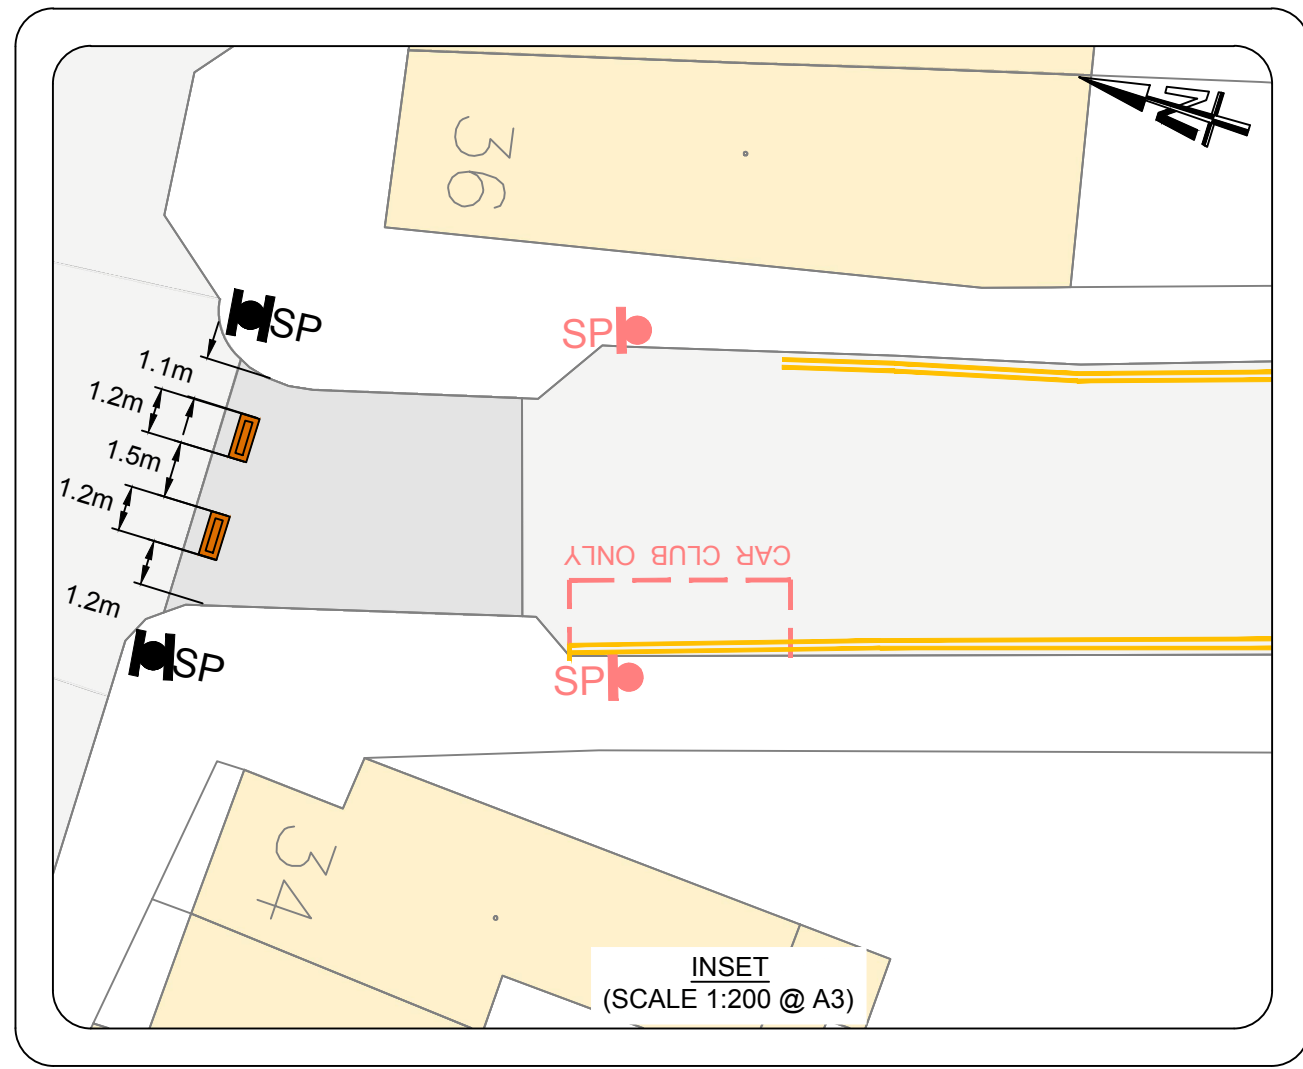 36
N
SP
SP
1.1m
1.2m
1.5m
1.2m
1.2m
CAR CLUB ONLY
SP
SP
34
INSET
(SCALE 1:200 @ A3)